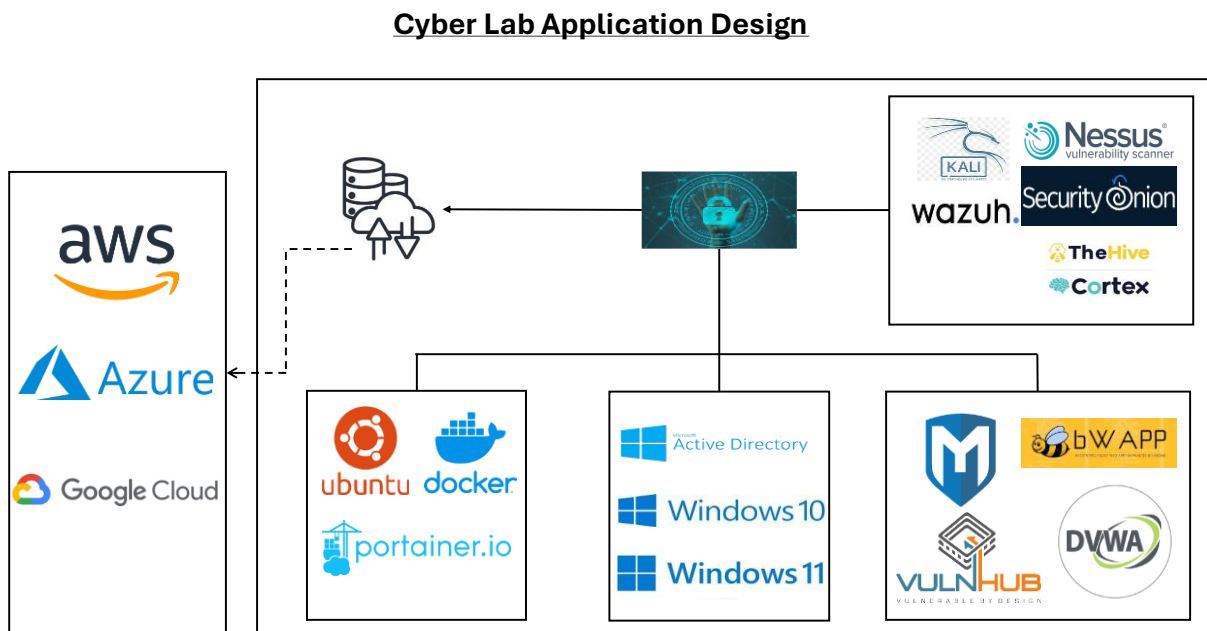 Cyber Lab Application Design
aws
Azure
Google Cloud
KALI
Nessus®
vulnerability scanner
wazuh.
Security Onion
TheHive
Cortex
ubuntu
docker
portainer.io
Microsoft
Active Directory
Windows 10
Windows 11
bWAPP
VULNHUB
VULNERABLE BY DESIGN
DVWA